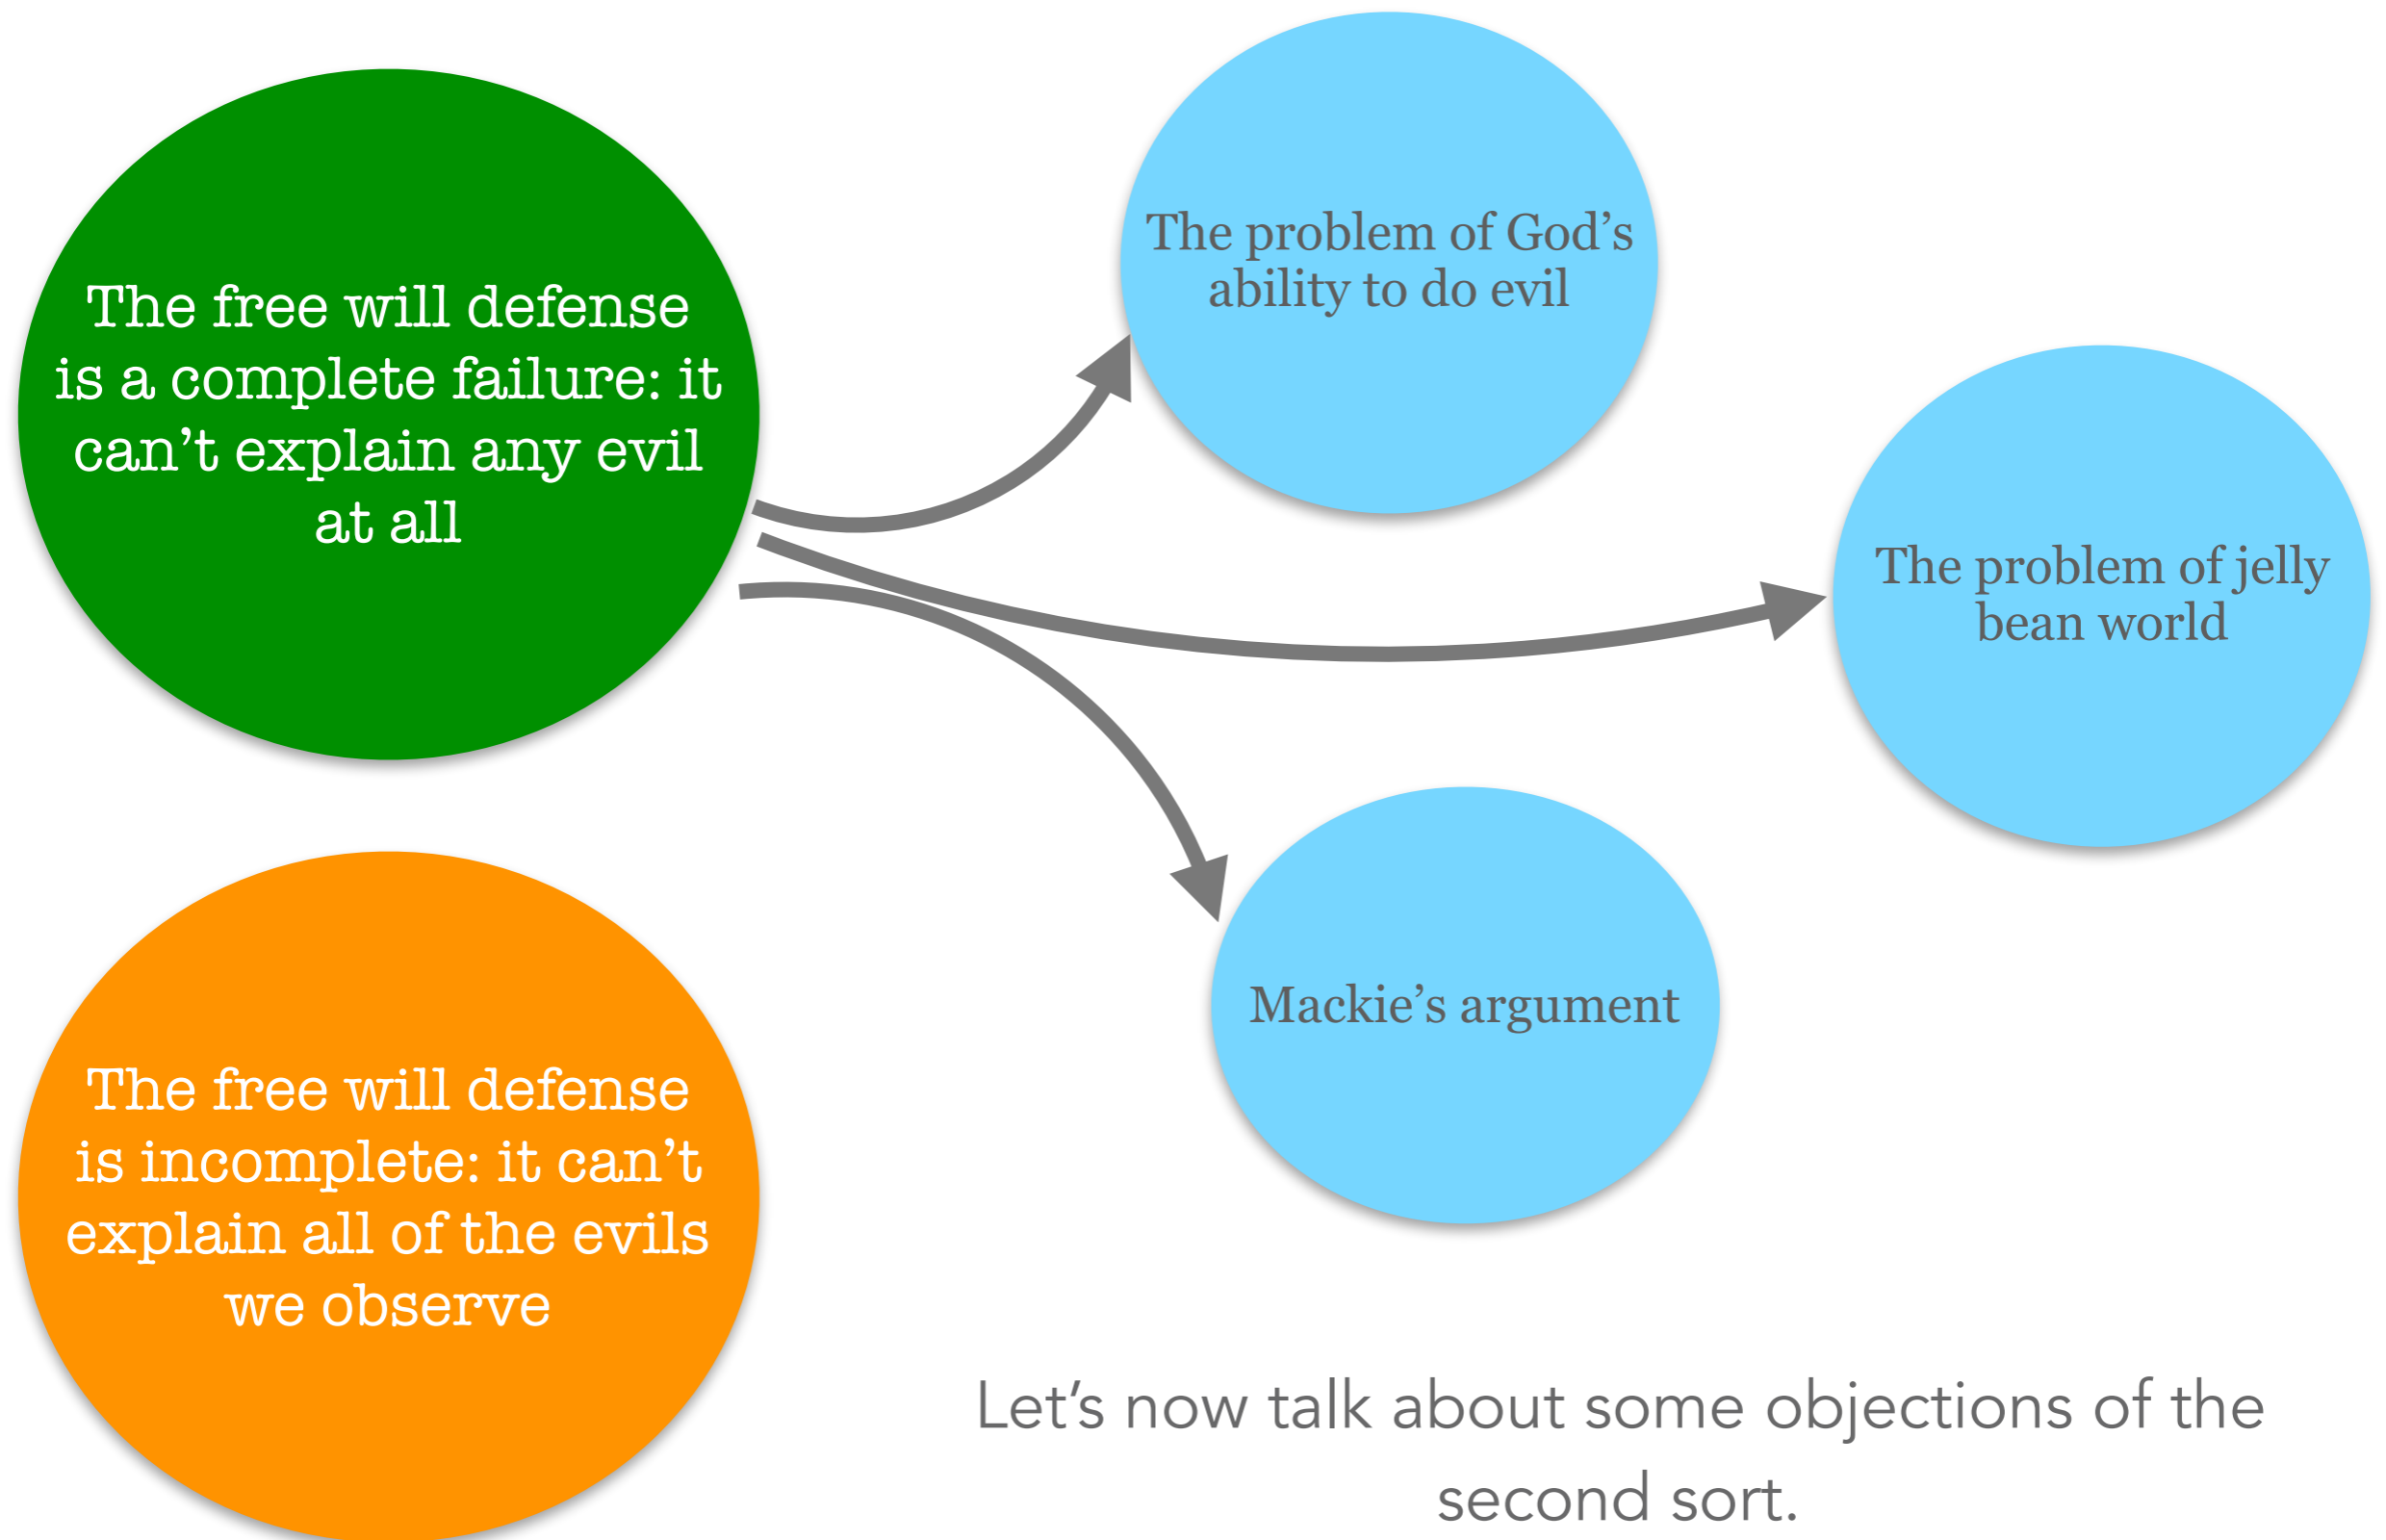 The free will defense
is a complete failure: it
can’t explain any evil
at all
The problem of God’s
ability to do evil
The problem of jelly
bean world
Mackie’s argument
The free will defense
is incomplete: it can’t
explain all of the evils
we observe
Let’s now talk about some objections of the
second sort.